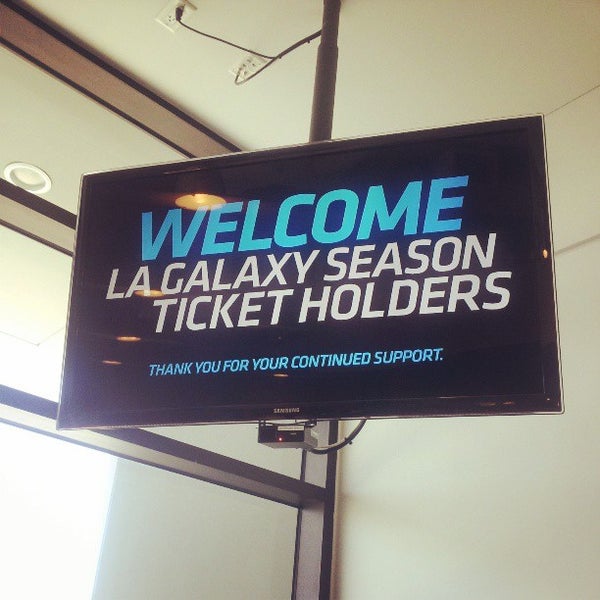 WELCOME
LA GALAXY SEASON
TICKET HOLDERS
THANK YOU FOR YOUR CONTINUED SUPPORT.
SAMSUNG